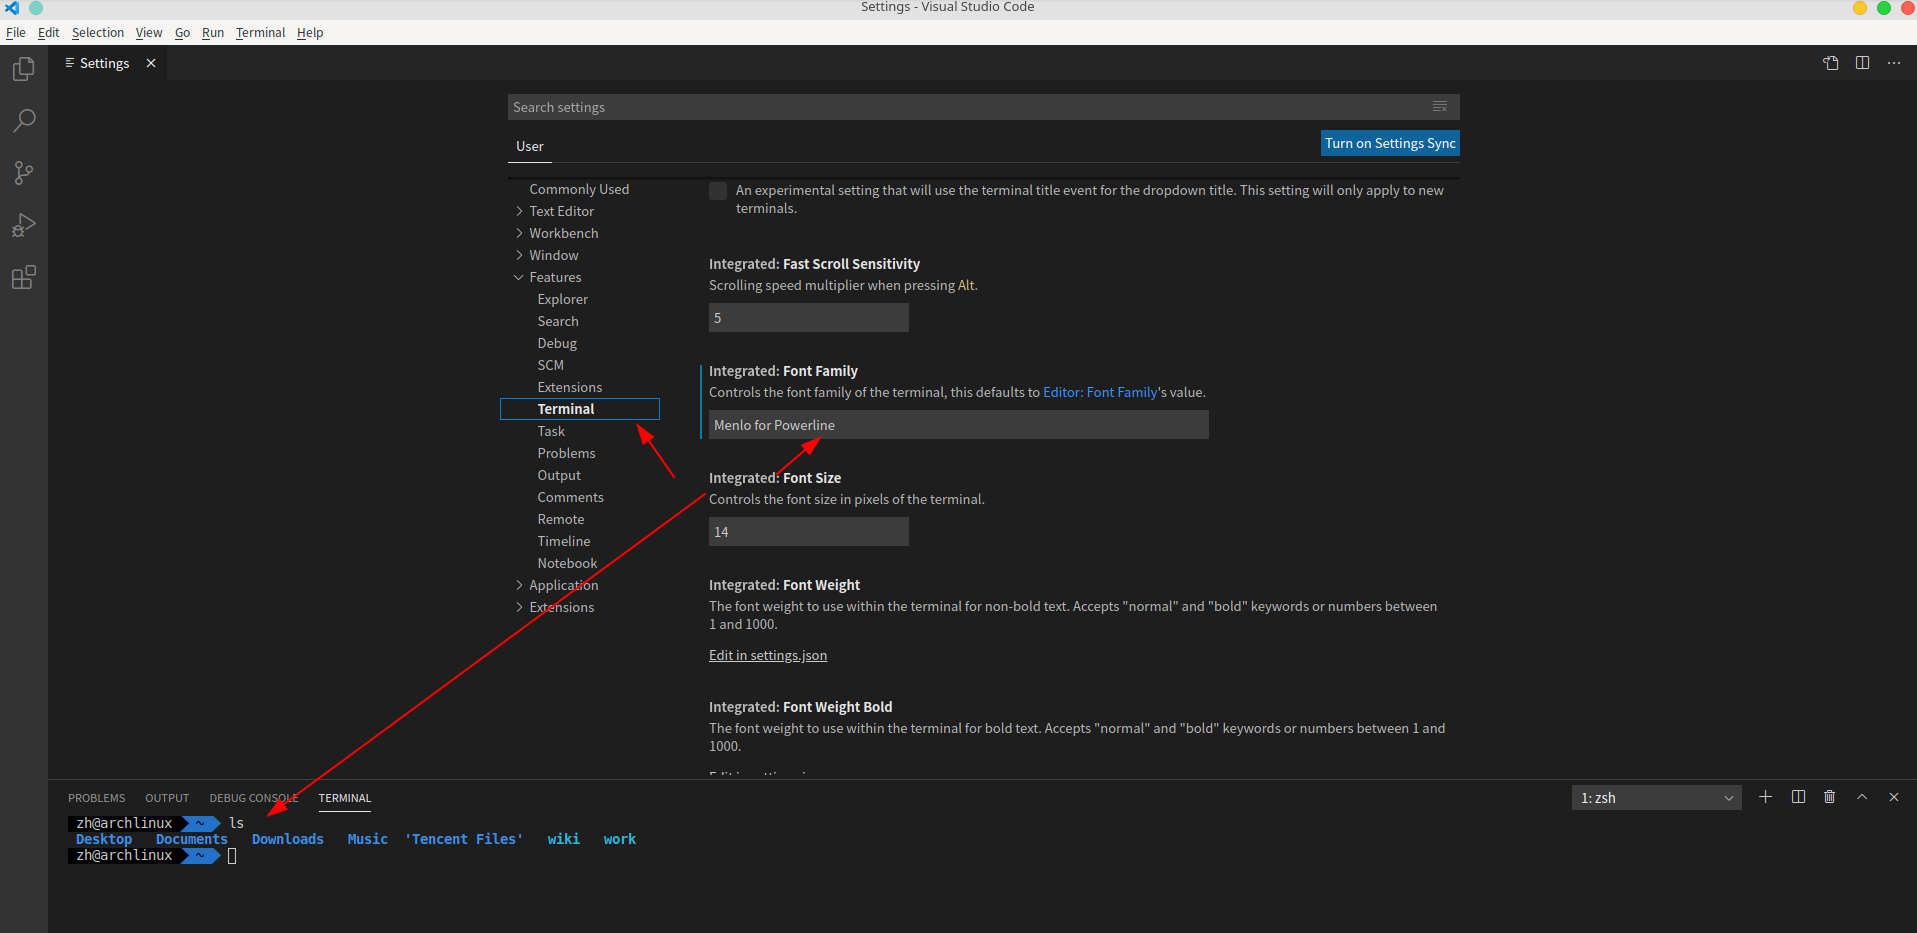 Settings - Visual Studio Code
File Edit Selection View Go Run Terminal Help
Settings
Search settings
User
Turn on Settings Sync
Commonly Used
Text Editor
Workbench
Window
Features
Explorer
Search
Debug
SCM
Extensions
Terminal
Task
Problems
Output
Comments
Remote
Timeline
Notebook
Application
Extensions
An experimental setting that will use the terminal title event for the dropdown title. This setting will only apply to new
terminals.
Integrated: Fast Scroll Sensitivity
Scrolling speed multiplier when pressing Alt.
5
Integrated: Font Family
Controls the font family of the terminal, this defaults to Editor: Font Family's value.
Menlo for Powerline
Integrated: Font Size
Controls the font size in pixels of the terminal.
14
Integrated: Font Weight
The font weight to use within the terminal for non-bold text. Accepts "normal" and "bold" keywords or numbers between
1 and 1000.
Edit in settings.json
Integrated: Font Weight Bold
The font weight to use within the terminal for bold text. Accepts "normal" and "bold" keywords or numbers between 1 and
1000.
PROBLEMS OUTPUT DEBUG CONSOLE TERMINAL
1: zsh
zh@archlinux ~ ls
Desktop Documents Downloads Music 'Tencent Files' wiki work
zh@archlinux ~